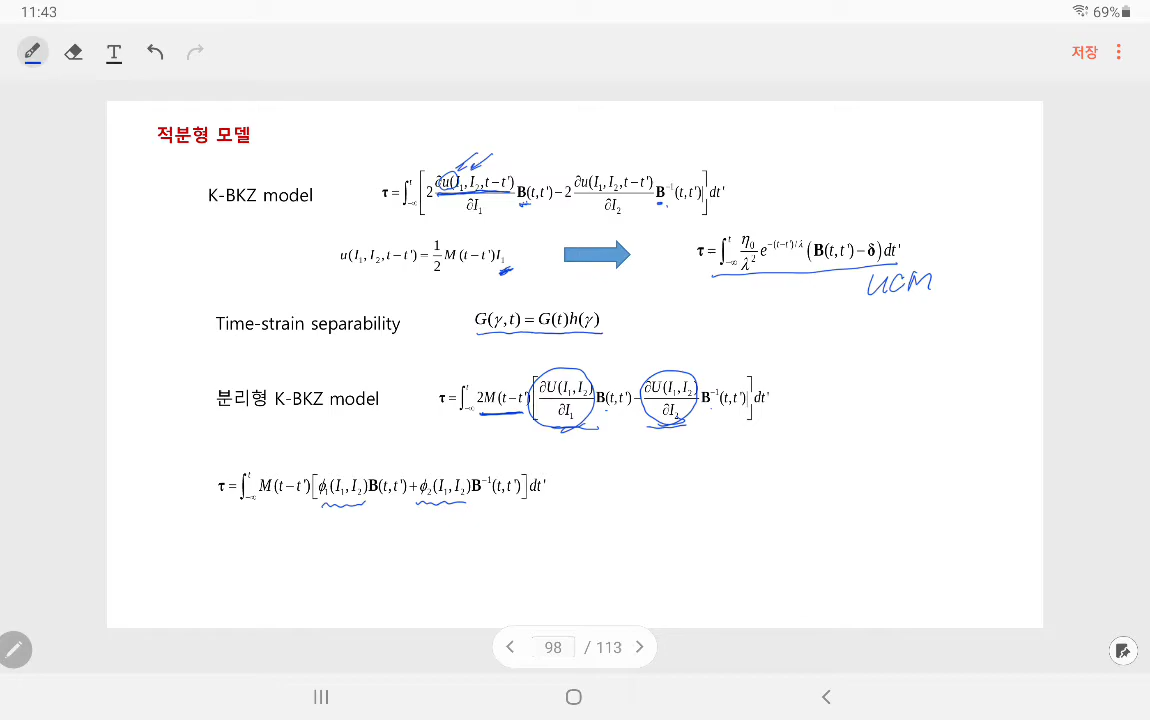 11:43
69%
T
저장
적분형 모델
K-BKZ model τ = ∫_{-∞}^{t} [ 2 ∂u(I₁, I₂, t−t') / ∂I₁ B(t,t') − 2 ∂u(I₁, I₂, t−t') / ∂I₂ B⁻¹(t,t') ] dt'
u(I₁, I₂, t−t') = 1/2 M(t−t')I₁ τ = ∫_{-∞}^{t} η₀/λ² e^{−(t−t')/λ} (B(t,t') − δ) dt'
UCM
Time-strain separability G(γ,t) = G(t)h(γ)
분리형 K-BKZ model τ = ∫_{-∞}^{t} 2M(t−t') [ ∂U(I₁, I₂) / ∂I₁ B(t,t') − ∂U(I₁, I₂) / ∂I₂ B⁻¹(t,t') ] dt'
τ = ∫_{-∞}^{t} M(t−t') [ ϕ₁(I₁, I₂)B(t,t') + ϕ₂(I₁, I₂)B⁻¹(t,t') ] dt'
98 / 113